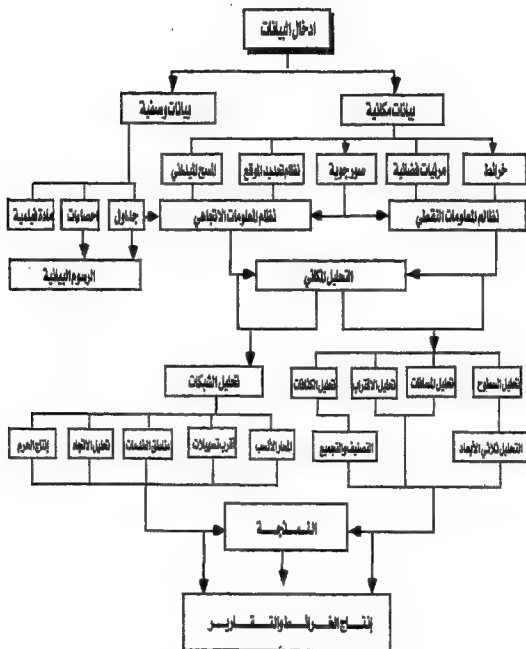 ادخال البيانات
بيانات مكانية
بيانات وصفية
خرائط
مرئيات فضائية
صور جوية
نظام تحديد الموقع
المسح الميداني
جداول
احصاءات
مادة فيلمية
نظام المعلومات النقطي
نظام المعلومات الاتجاهي
الرسوم البيانية
التحليل المكاني
تحليل الشبكات
تحليل السطوح
تحليل المسافات
تحليل الاقتراب
تحليل الكثافات
المسار الأنسب
أقرب تسهيلات
مناطق الخدمات
تحليل الاتجاه
إنتاج الحرم
التحليل ثلاثي الأبعاد
التصنيف والتجميع
النمذجة
إنتاج الخرائط والتقارير